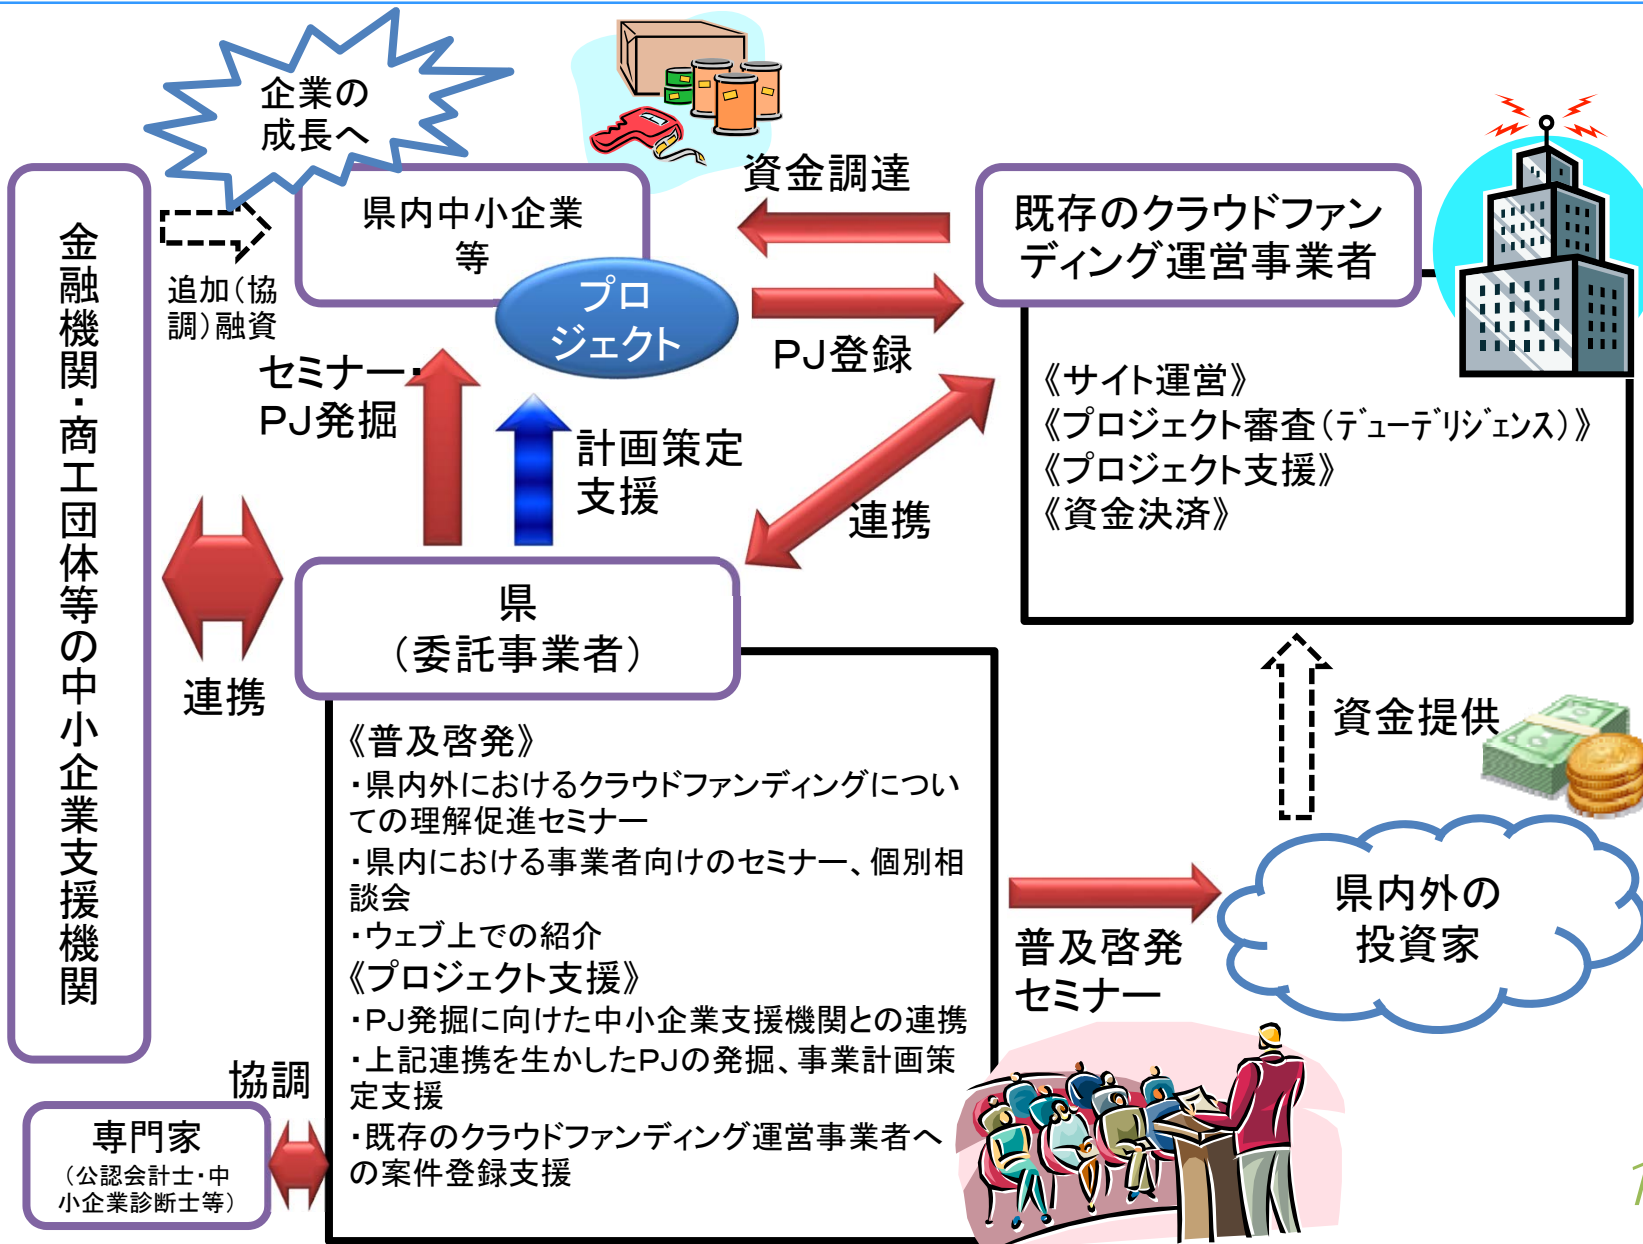 企業の
成長へ
金融機関・商工団体等の中小企業支援機関
追加(協
調)融資
県内中小企業
等
プロ
ジェクト
資金調達
PJ登録
既存のクラウドファン
ディング運営事業者
《サイト運営》
《プロジェクト審査(デューデリジェンス)》
《プロジェクト支援》
《資金決済》
セミナー・
PJ発掘
計画策定
支援
連携
連携
県
(委託事業者)
《普及啓発》
・県内外におけるクラウドファンディングについ
ての理解促進セミナー
・県内における事業者向けのセミナー、個別相
談会
・ウェブ上での紹介
《プロジェクト支援》
・PJ発掘に向けた中小企業支援機関との連携
・上記連携を生かしたPJの発掘、事業計画策
定支援
・既存のクラウドファンディング運営事業者へ
の案件登録支援
資金提供
県内外の
投資家
普及啓発
セミナー
協調
専門家
(公認会計士・中
小企業診断士等)